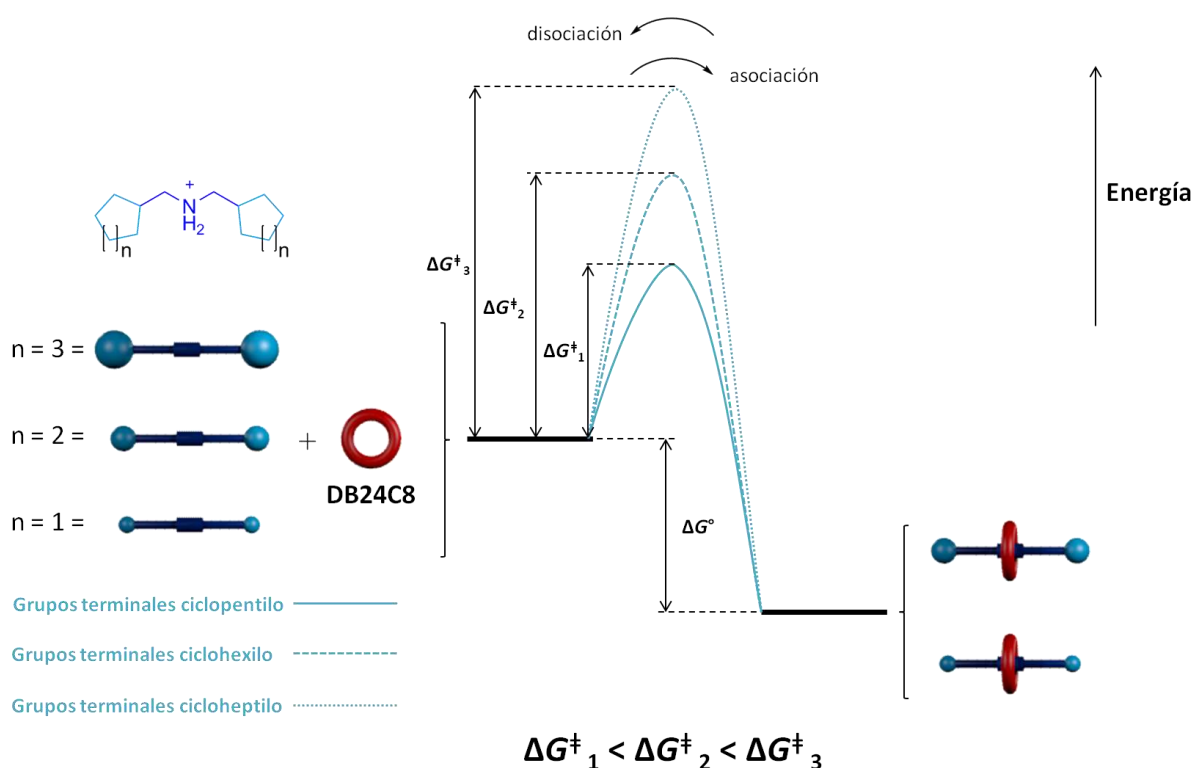 disociación
asociación
Energía
+
N
H2
n
n
ΔG‡3
ΔG‡2
ΔG‡1
n = 3 =
n = 2 =
+
DB24C8
n = 1 =
ΔG°
Grupos terminales ciclopentilo
Grupos terminales ciclohexilo
Grupos terminales cicloheptilo
ΔG‡1 < ΔG‡2 < ΔG‡3